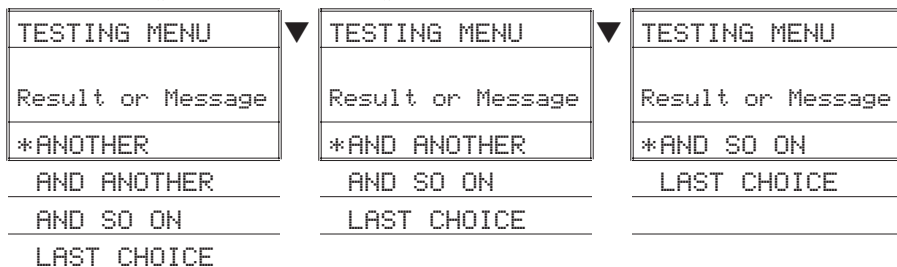 TESTING MENU
Result or Message
*ANOTHER
AND ANOTHER
AND SO ON
LAST CHOICE
TESTING MENU
Result or Message
*AND ANOTHER
AND SO ON
LAST CHOICE
TESTING MENU
Result or Message
*AND SO ON
LAST CHOICE